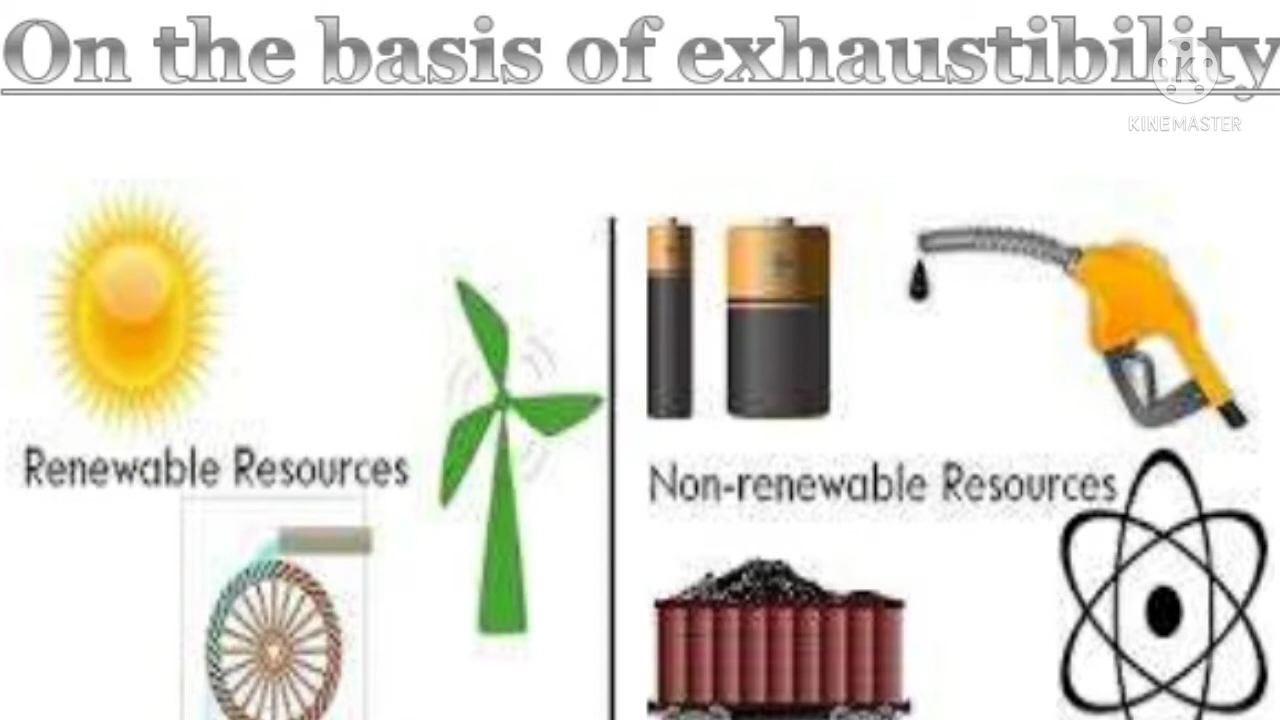 On the basis of exhaustibility
K
KINEMASTER
Renewable Resources
Non-renewable Resources